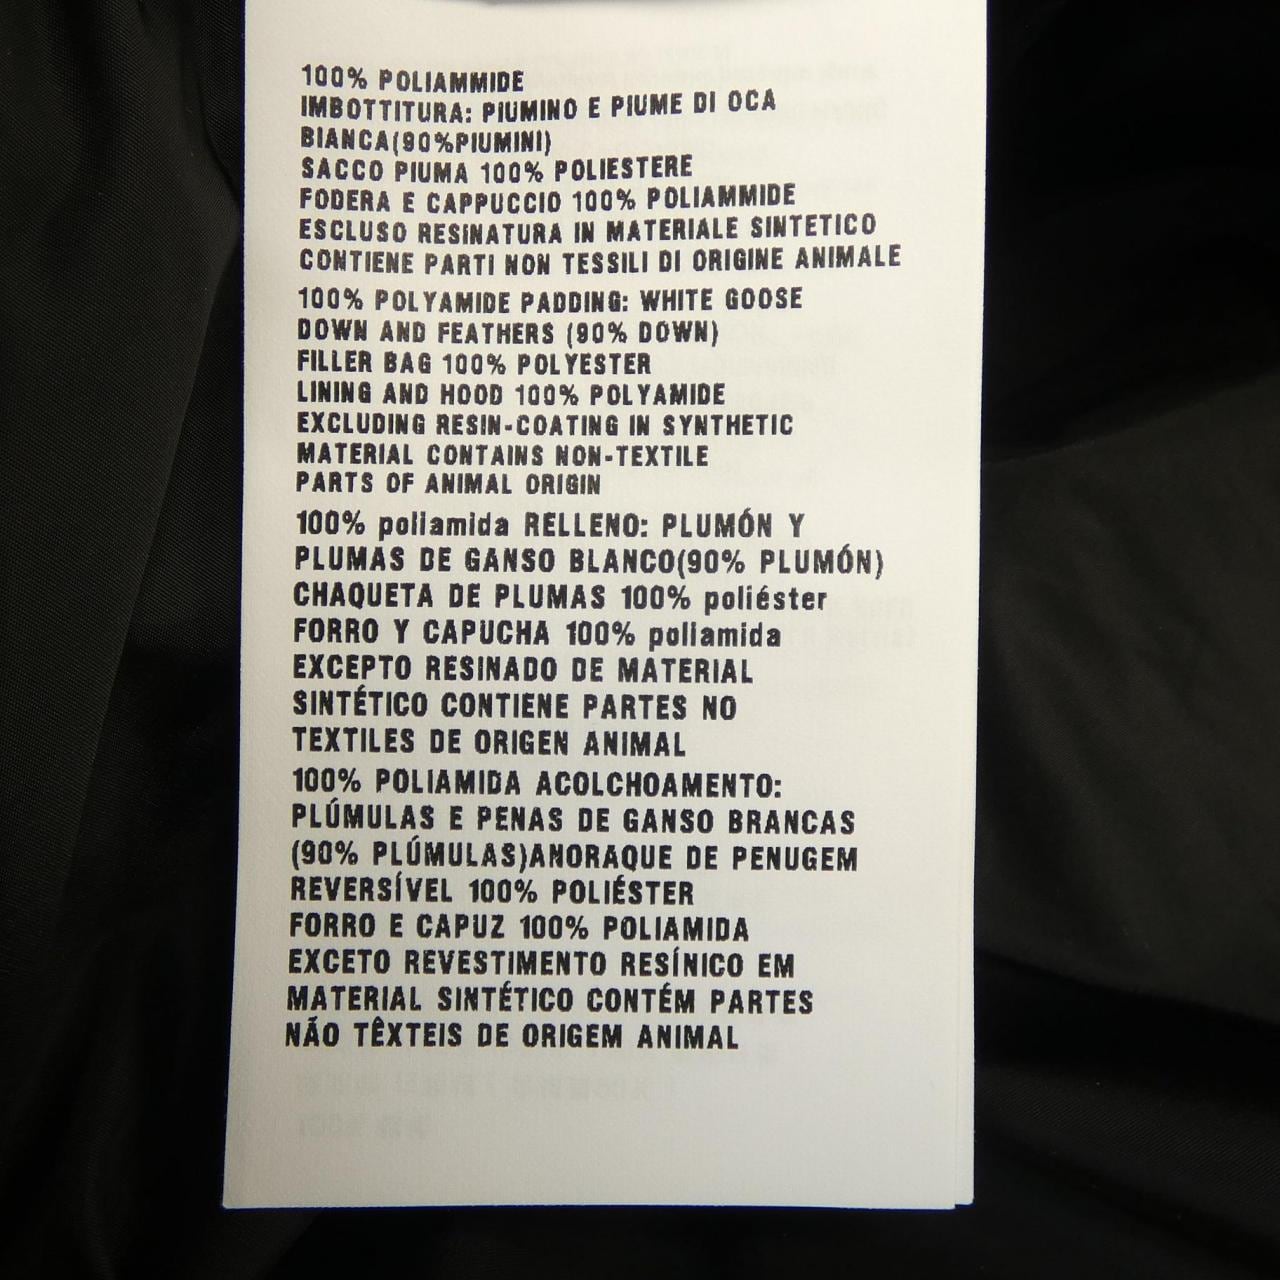 100% POLIAMMIDE
IMBOTTITURA: PIUMINO E PIUME DI OCA
BIANCA(90%PIUMINI)
SACCO PIUMA 100% POLIESTERE
FODERA E CAPPUCCIO 100% POLIAMMIDE
ESCLUSO RESINATURA IN MATERIALE SINTETICO
CONTIENE PARTI NON TESSILI DI ORIGINE ANIMALE
100% POLYAMIDE PADDING: WHITE GOOSE
DOWN AND FEATHERS (90% DOWN)
FILLER BAG 100% POLYESTER
LINING AND HOOD 100% POLYAMIDE
EXCLUDING RESIN-COATING IN SYNTHETIC
MATERIAL CONTAINS NON-TEXTILE
PARTS OF ANIMAL ORIGIN
100% poliamida RELLENO: PLUMÓN Y
PLUMAS DE GANSO BLANCO(90% PLUMÓN)
CHAQUETA DE PLUMAS 100% poliéster
FORRO Y CAPUCHA 100% poliamida
EXCEPTO RESINADO DE MATERIAL
SINTÉTICO CONTIENE PARTES NO
TEXTILES DE ORIGEN ANIMAL
100% POLIAMIDA ACOLCHOAMENTO:
PLÚMULAS E PENAS DE GANSO BRANCAS
(90% PLÚMULAS)ANORAQUE DE PENUGEM
REVERSÍVEL 100% POLIÉSTER
FORRO E CAPUZ 100% POLIAMIDA
EXCETO REVESTIMENTO RESÍNICO EM
MATERIAL SINTÉTICO CONTÉM PARTES
NÃO TÊXTEIS DE ORIGEM ANIMAL